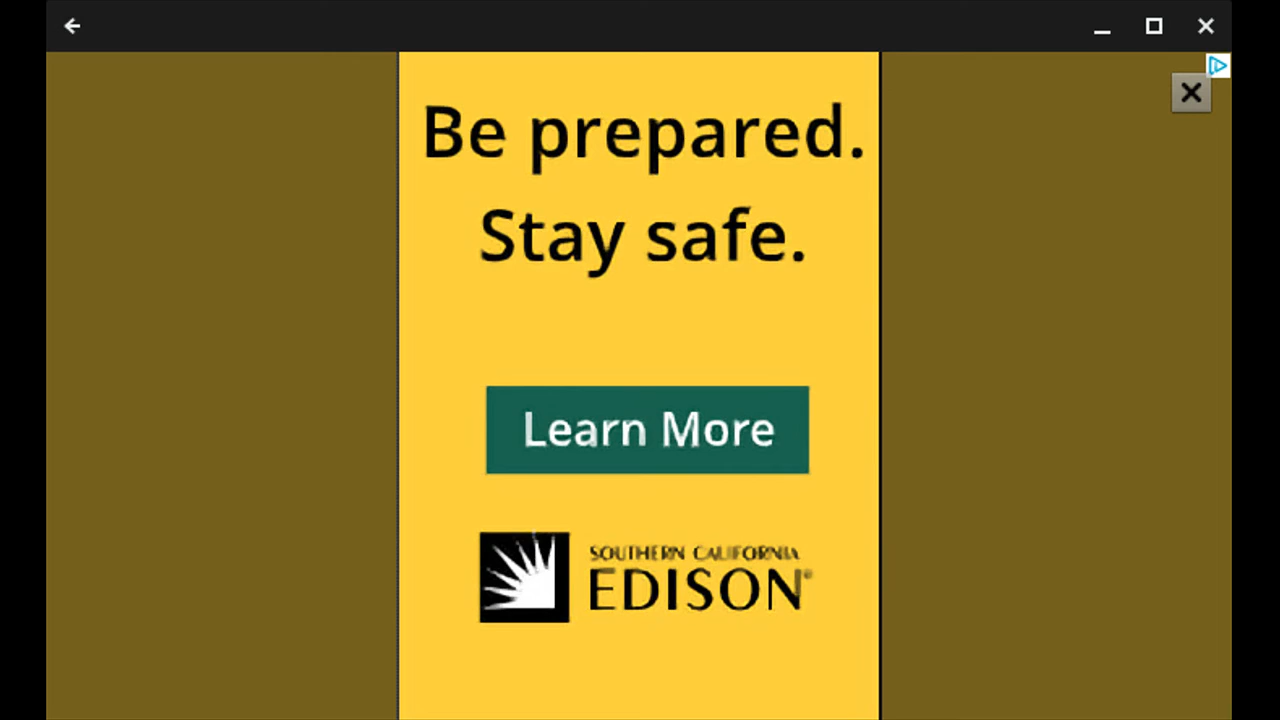 Be prepared.
Stay safe.
Learn More
SOUTHERN CALIFORNIA
EDISON®